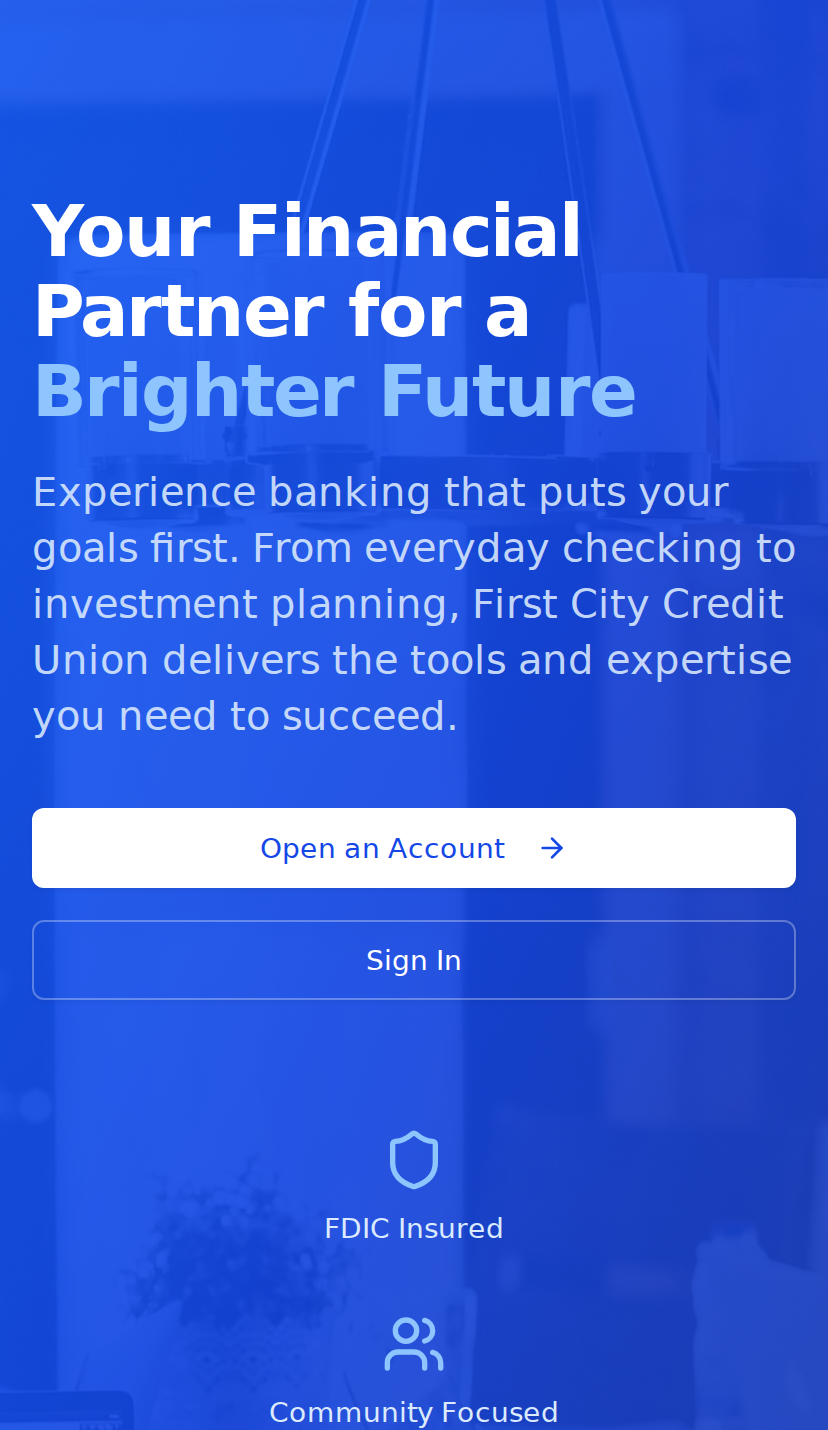 Your Financial
Partner for a
Brighter Future
Experience banking that puts your
goals first. From everyday checking to
investment planning, First City Credit
Union delivers the tools and expertise
you need to succeed.
Open an Account
Sign In
FDIC Insured
Community Focused